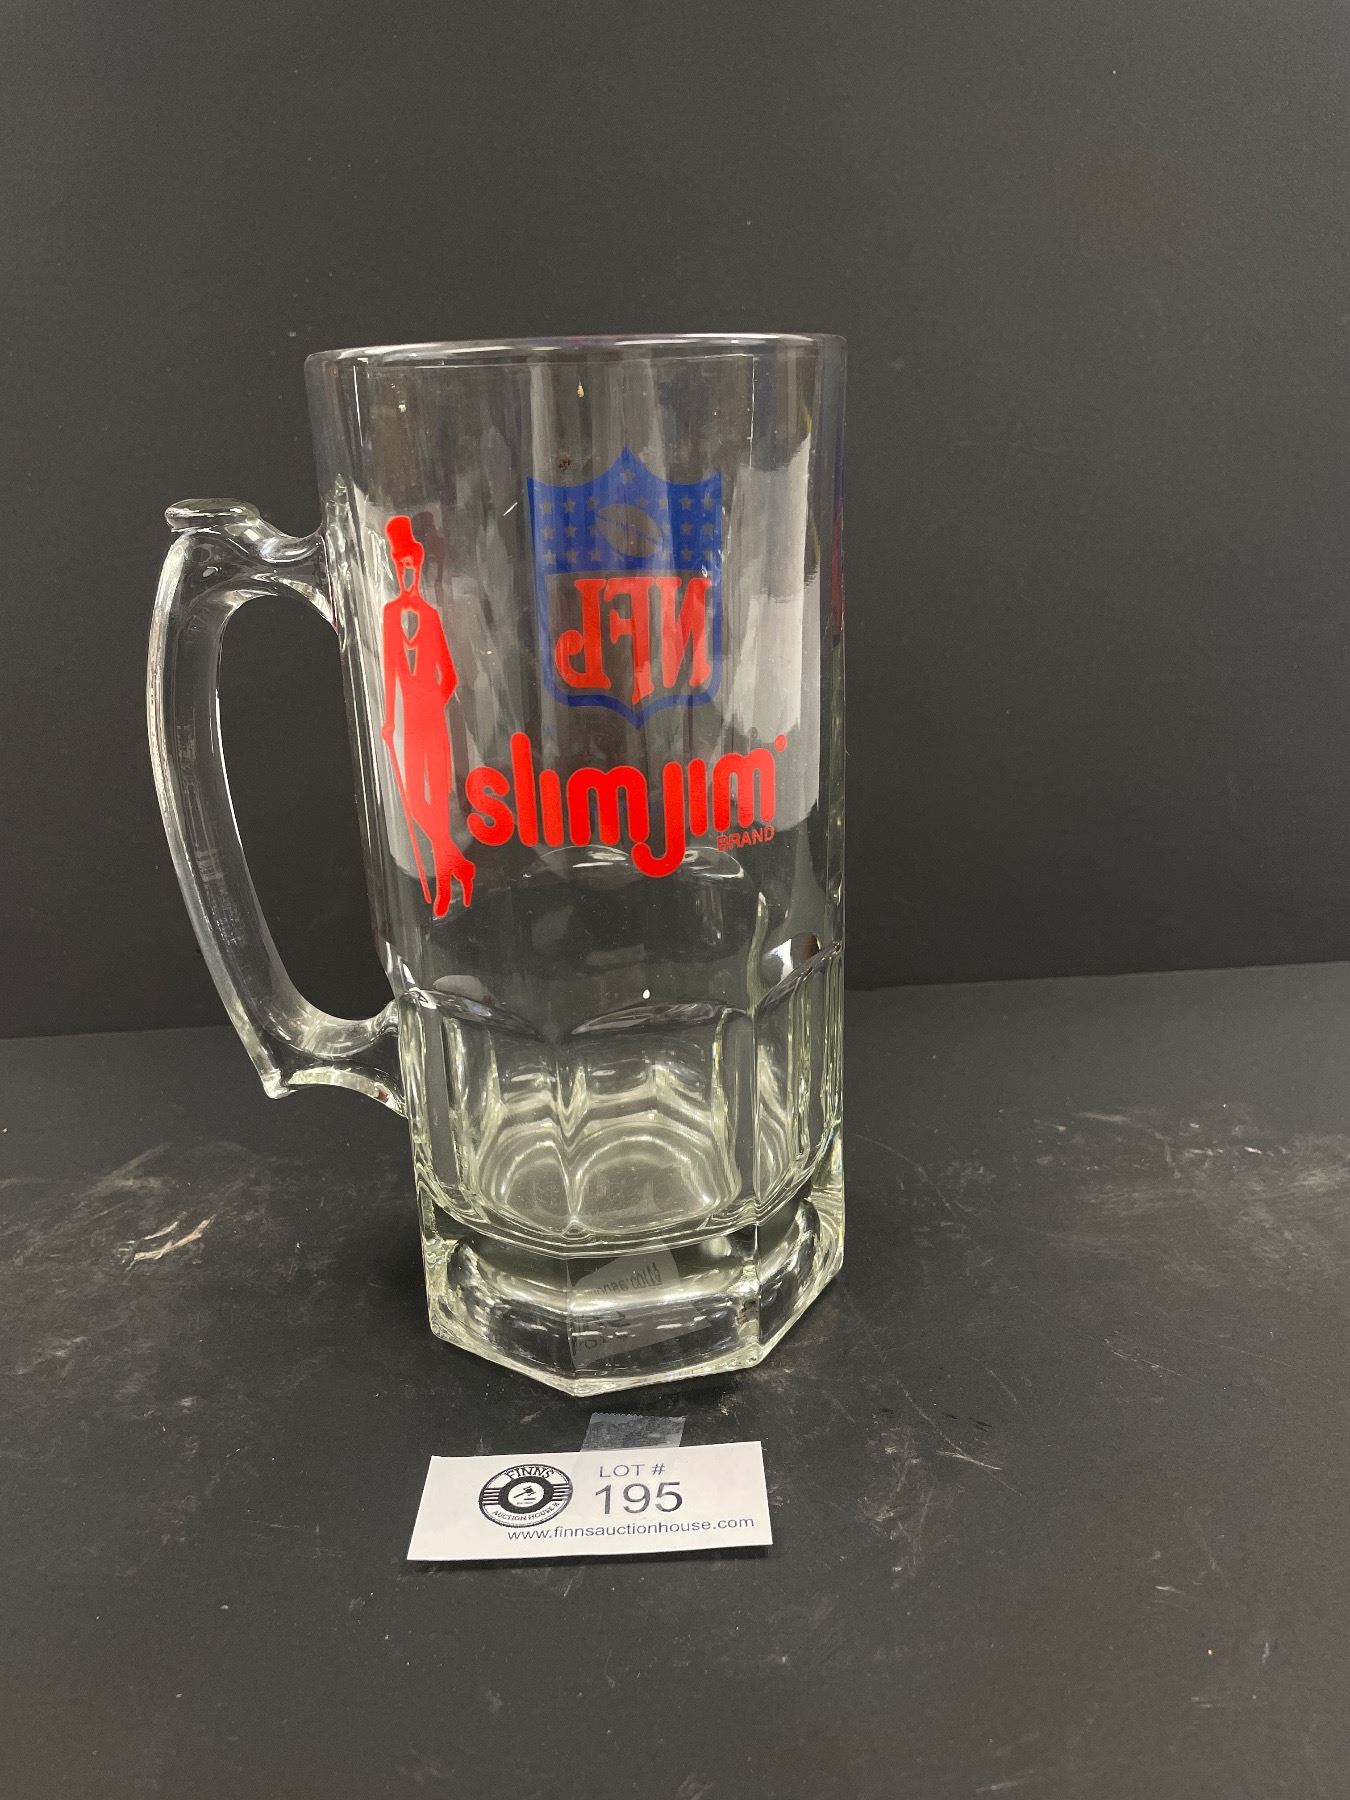 NFL
slimjim®
BRAND
FINNS
AUCTION HOUSE
LOT #
195
www.finnsauctionhouse.com